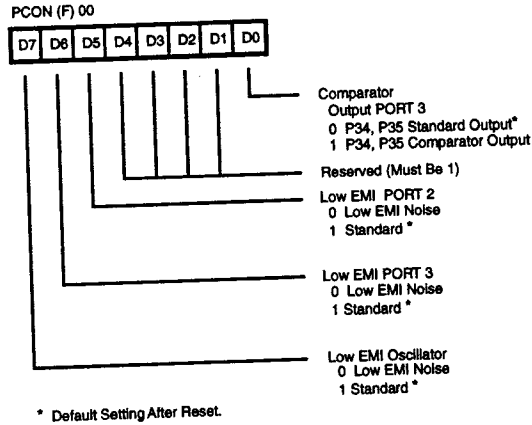 PCON (F) 00
D7 D6 D5 D4 D3 D2 D1 D0
Comparator
Output PORT 3
0 P34, P35 Standard Output*
1 P34, P35 Comparator Output
Reserved (Must Be 1)
Low EMI PORT 2
0 Low EMI Noise
1 Standard *
Low EMI PORT 3
0 Low EMI Noise
1 Standard *
Low EMI Oscillator
0 Low EMI Noise
1 Standard *
* Default Setting After Reset.